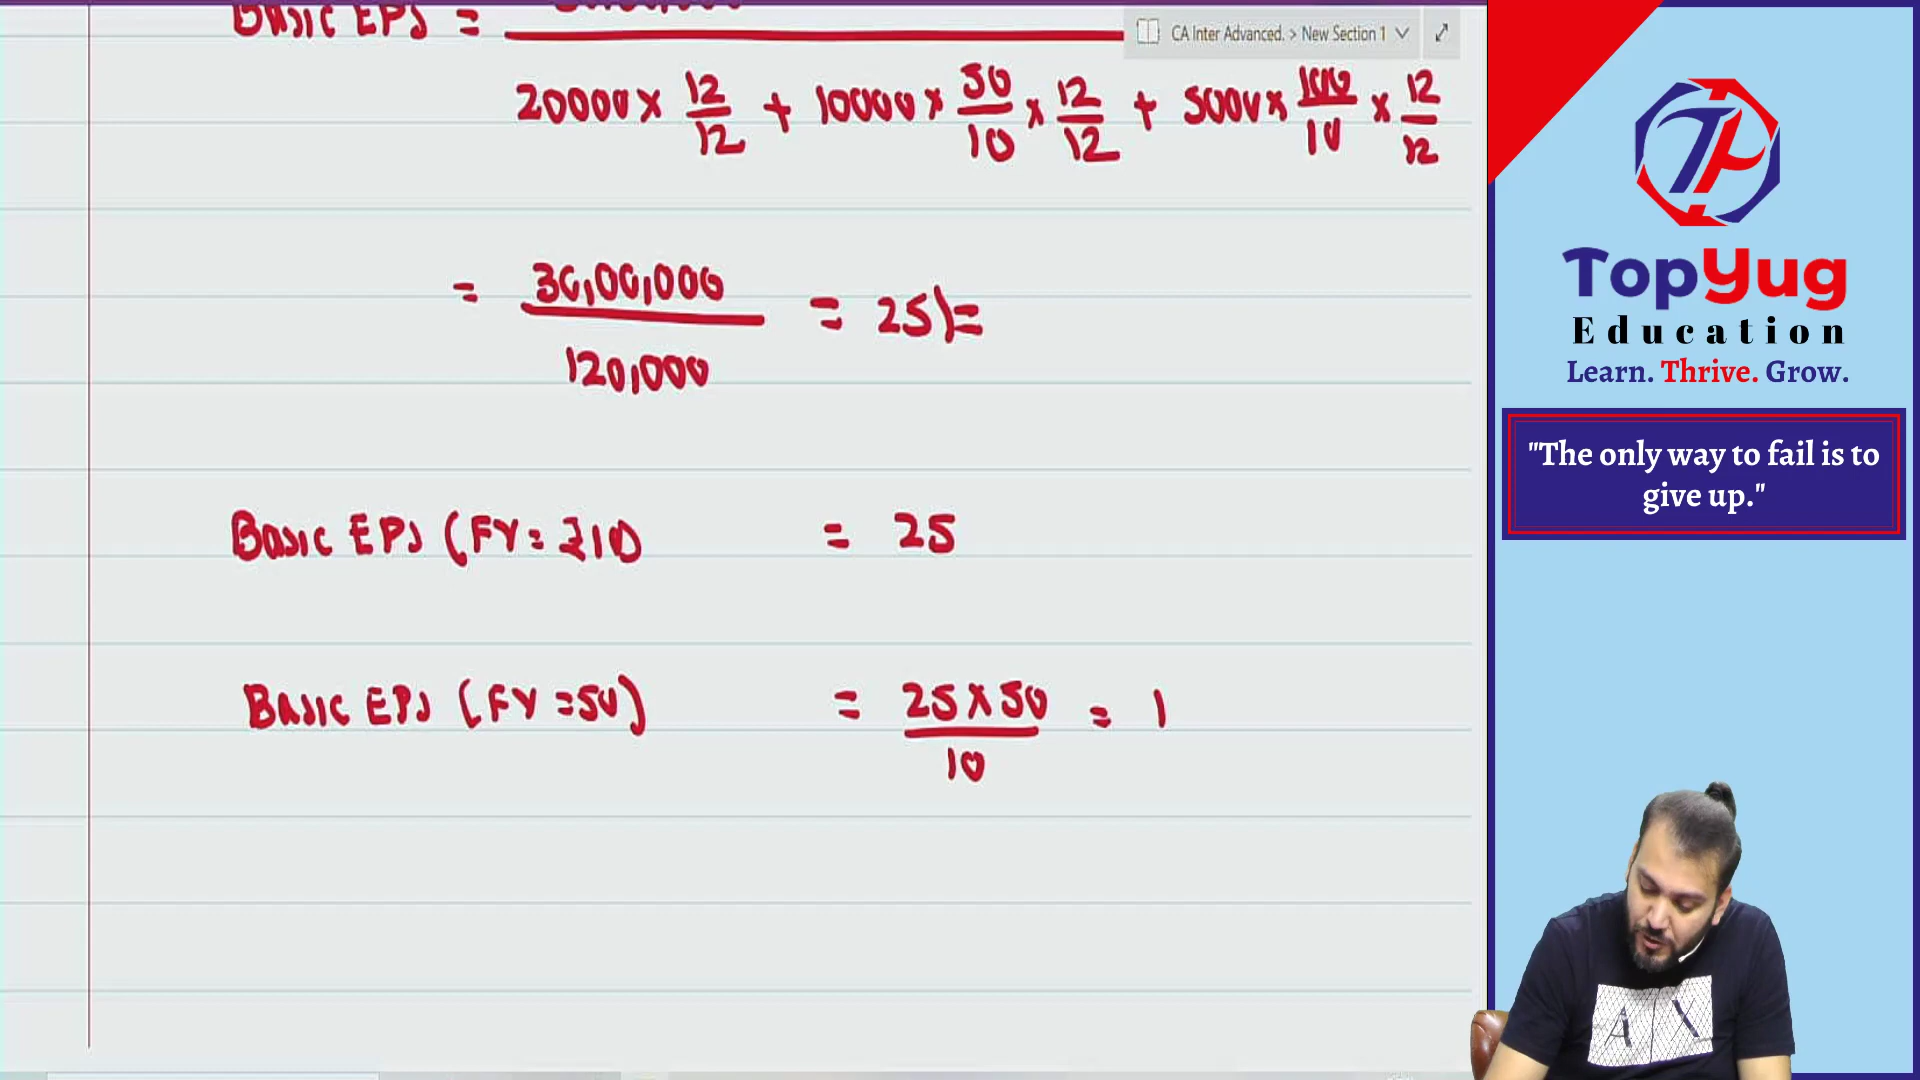 BASIC EPS =
CA Inter Advanced. > New Section 1
20000 x 12/12 + 10000 x 50/10 x 12/12 + 5000 x 100/10 x 12/12
= 30,00,000 / 120,000 = 25/=
BASIC EPS (FV = ₹10 = 25
BASIC EPS (FV = 50) = 25 x 50 / 10 = 1
TopYug
Education
Learn. Thrive. Grow.
"The only way to fail is to
give up."
A X